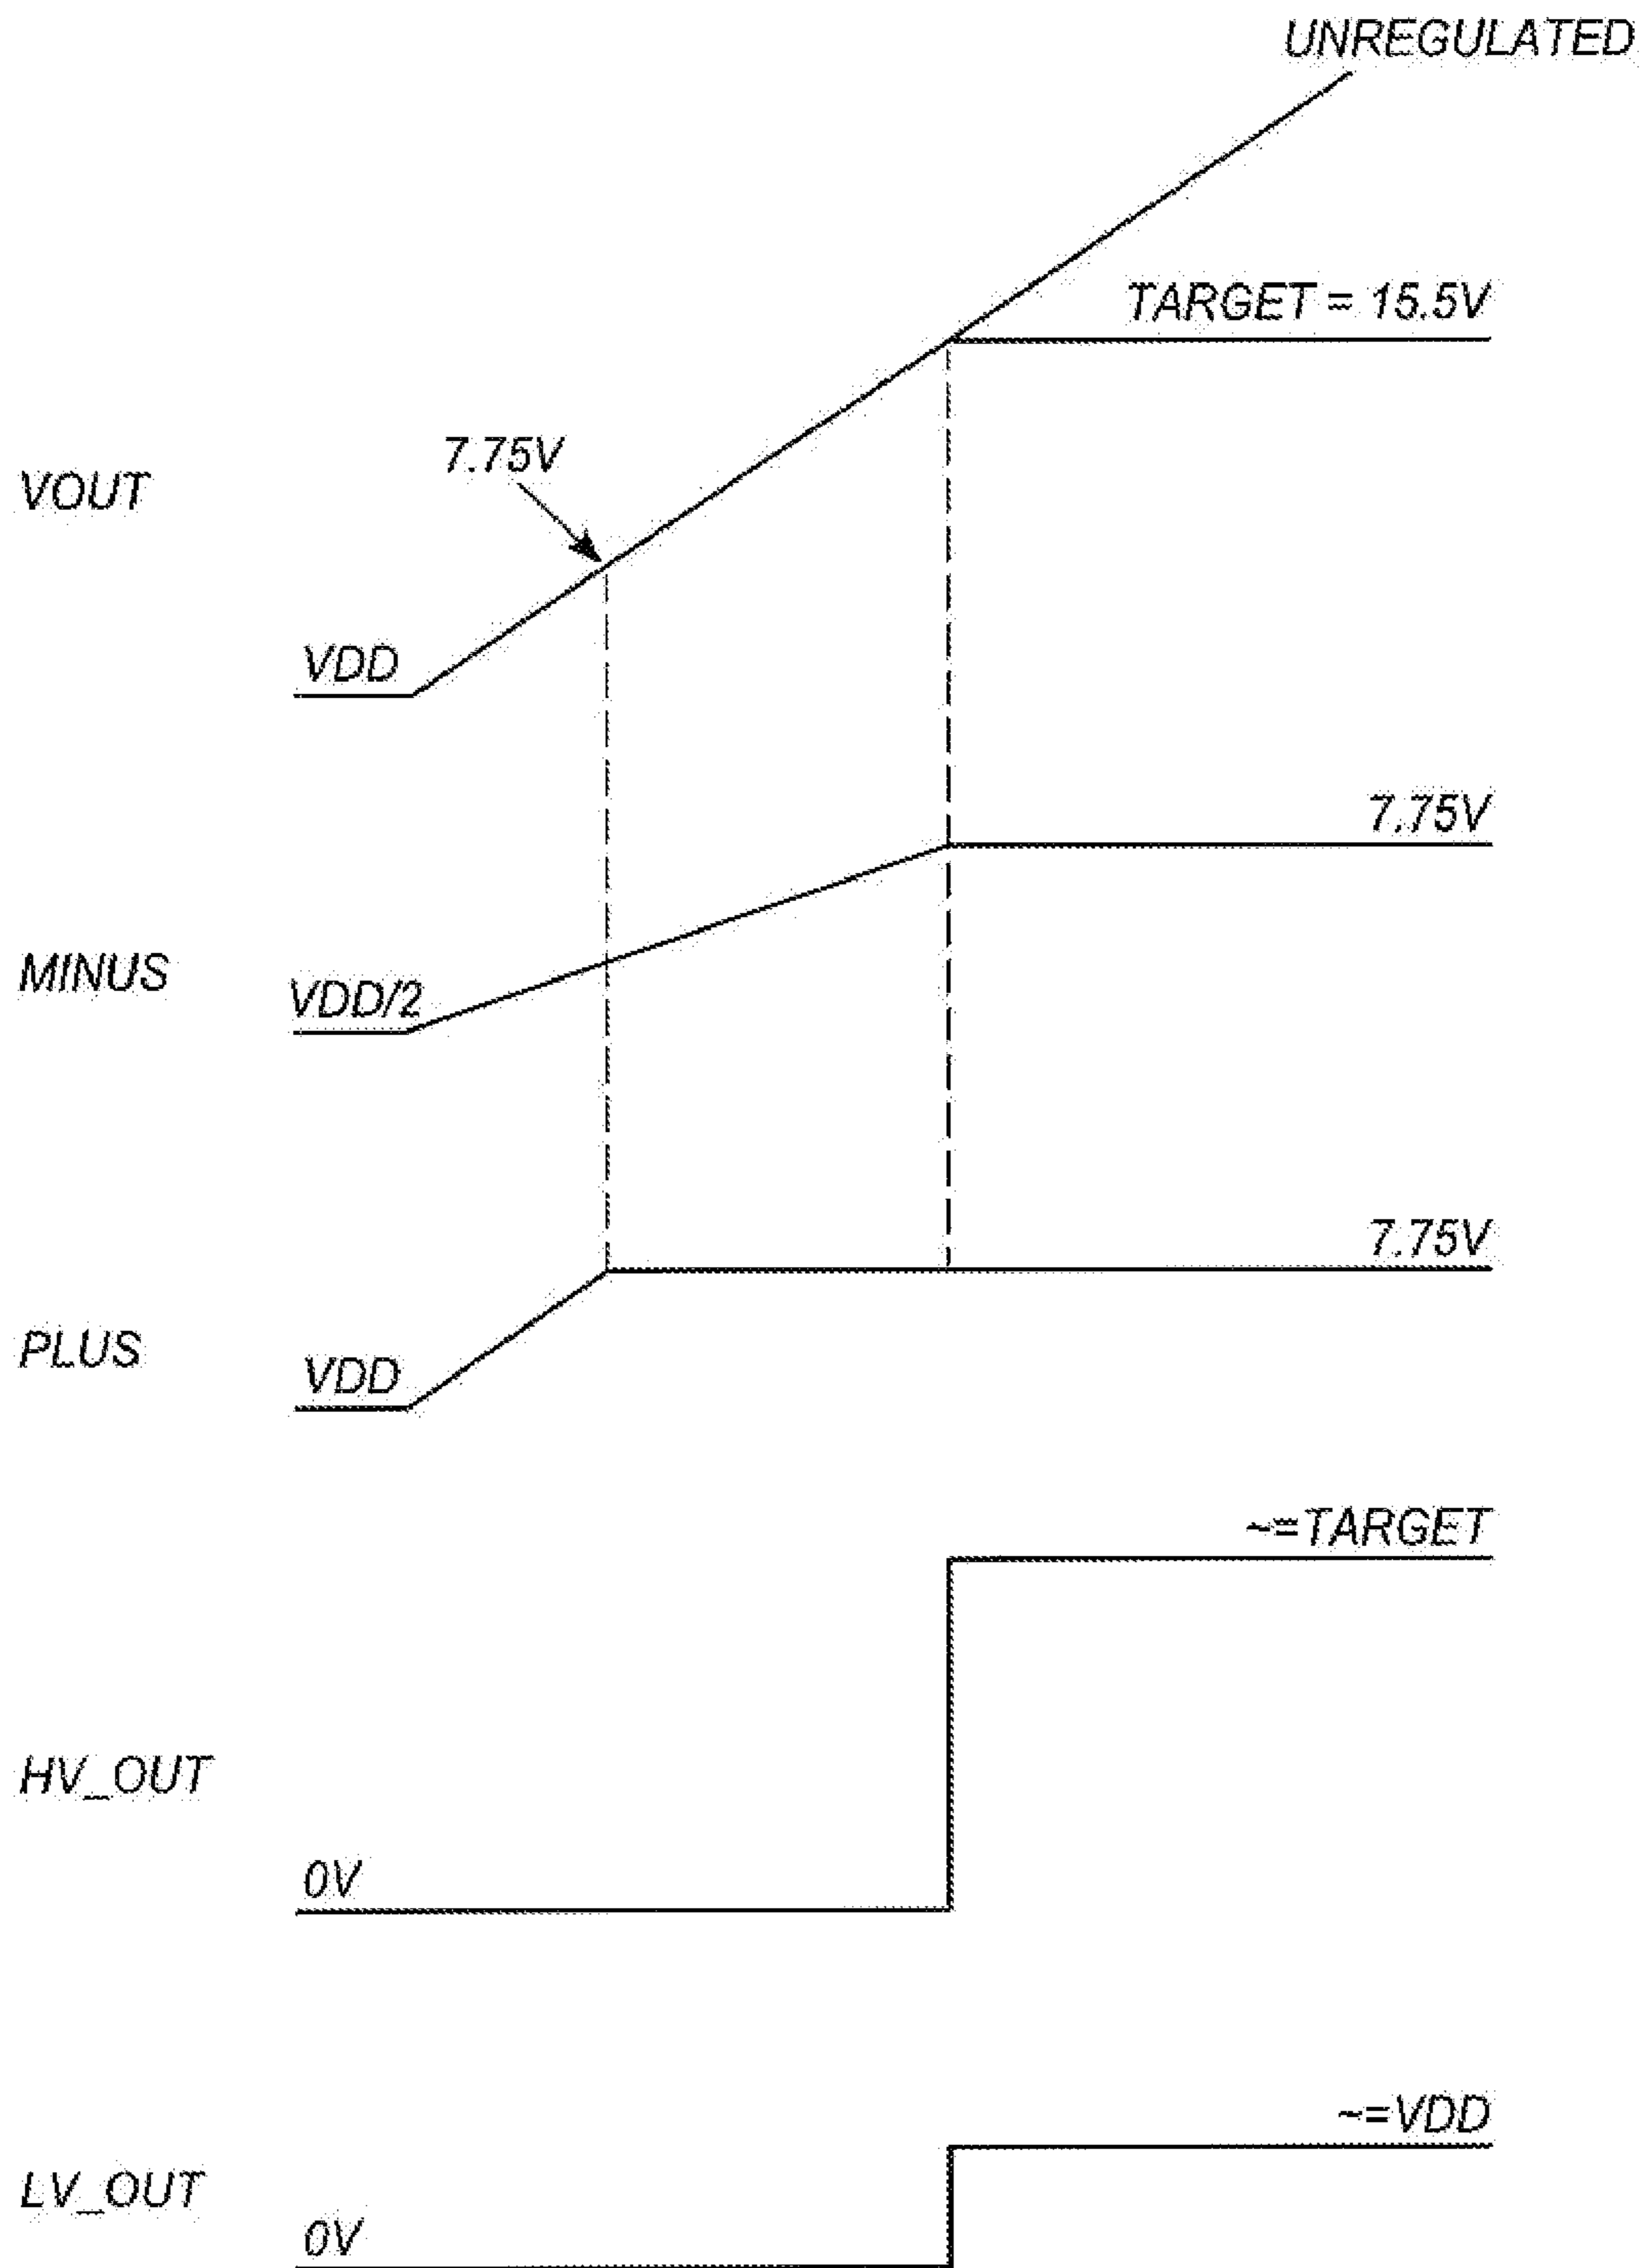 UNREGULATED
TARGET = 15.5V
7.75V
VOUT
VDD
7.75V
MINUS
VDD/2
7.75V
PLUS
VDD
~=TARGET
HV_OUT
0V
~=VDD
LV_OUT
0V